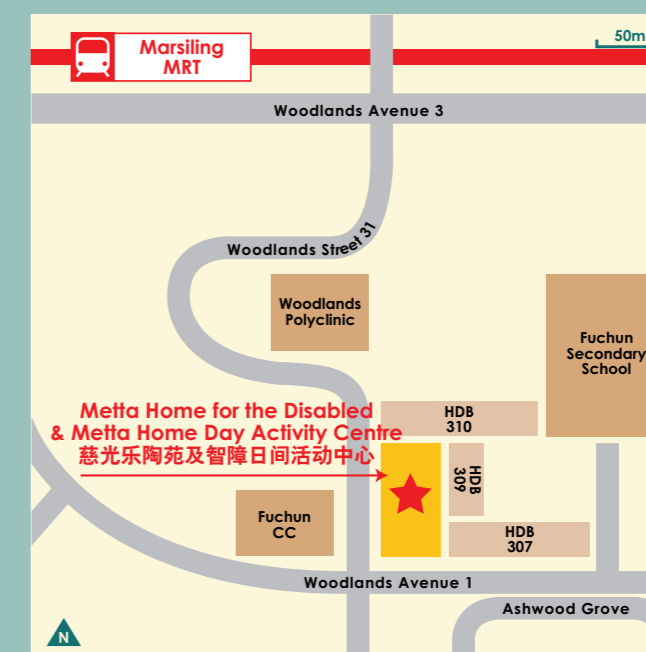 Marsiling
MRT
50m
Woodlands Avenue 3
Woodlands Street 31
Woodlands
Polyclinic
Fuchun
Secondary
School
Metta Home for the Disabled
& Metta Home Day Activity Centre
慈光乐陶苑及智障日间活动中心
HDB
310
HDB
309
Fuchun
CC
HDB
307
Woodlands Avenue 1
Ashwood Grove
N